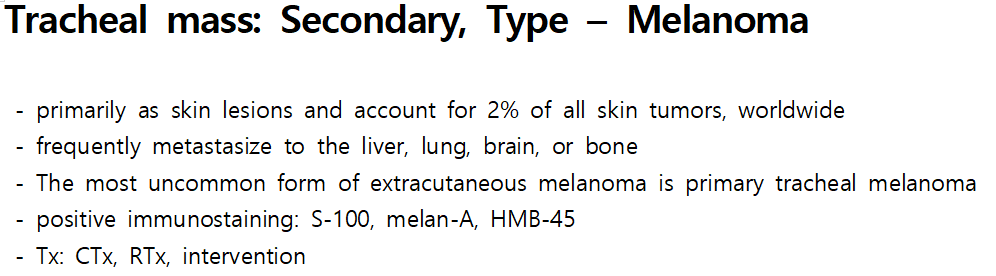 Tracheal mass: Secondary, Type – Melanoma
- primarily as skin lesions and account for 2% of all skin tumors, worldwide
- frequently metastasize to the liver, lung, brain, or bone
- The most uncommon form of extracutaneous melanoma is primary tracheal melanoma
- positive immunostaining: S-100, melan-A, HMB-45
- Tx: CTx, RTx, intervention